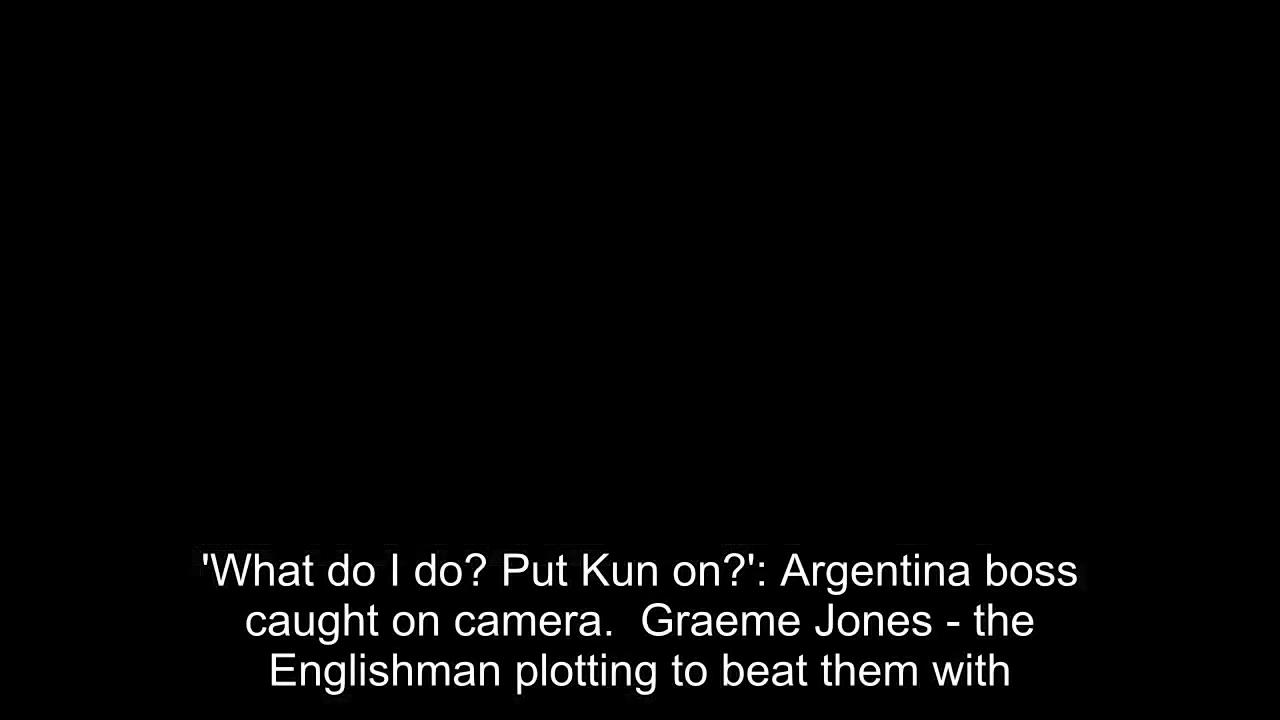 'What do I do? Put Kun on?': Argentina boss
caught on camera.  Graeme Jones - the
Englishman plotting to beat them with